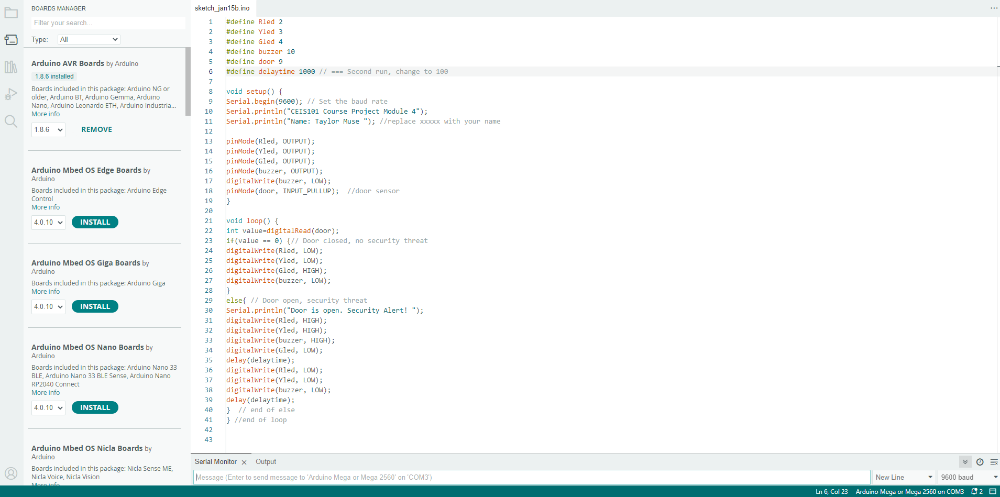 BOARDS MANAGER
Filter your search...
Type: All
Arduino AVR Boards by Arduino
1.8.6 installed
Boards included in this package: Arduino NG or
older, Arduino BT, Arduino Gemma, Arduino
Nano, Arduino Leonardo ETH, Arduino Industria...
More info
1.8.6 REMOVE
Arduino Mbed OS Edge Boards by
Arduino
Boards included in this package: Arduino Edge
Control
More info
4.0.10 INSTALL
Arduino Mbed OS Giga Boards by
Arduino
Boards included in this package: Arduino Giga
More info
4.0.10 INSTALL
Arduino Mbed OS Nano Boards by
Arduino
Boards included in this package: Arduino Nano 33
BLE, Arduino Nano 33 BLE Sense, Arduino Nano
RP2040 Connect
More info
4.0.10 INSTALL
Arduino Mbed OS Nicla Boards by
Arduino
Boards included in this package: Nicla Sense ME,
Nicla Voice, Nicla Vision
More info
sketch_jan15b.ino
1 #define Rled 2
2 #define Yled 3
3 #define Gled 4
4 #define buzzer 10
5 #define door 9
6 #define delaytime 1000 // === Second run, change to 100
7
8 void setup() {
9 Serial.begin(9600); // Set the baud rate
10 Serial.println("CEIS101 Course Project Module 4");
11 Serial.println("Name: Taylor Muse "); //replace xxxxx with your name
12
13 pinMode(Rled, OUTPUT);
14 pinMode(Yled, OUTPUT);
15 pinMode(Gled, OUTPUT);
16 pinMode(buzzer, OUTPUT);
17 digitalWrite(buzzer, LOW);
18 pinMode(door, INPUT_PULLUP);  //door sensor
19 }
20
21 void loop() {
22 int value=digitalRead(door);
23 if(value == 0) {// Door closed, no security threat
24 digitalWrite(Rled, LOW);
25 digitalWrite(Yled, LOW);
26 digitalWrite(Gled, HIGH);
27 digitalWrite(buzzer, LOW);
28 }
29 else{ // Door open, security threat
30 Serial.println("Door is open. Security Alert! ");
31 digitalWrite(Rled, HIGH);
32 digitalWrite(Yled, HIGH);
33 digitalWrite(buzzer, HIGH);
34 digitalWrite(Gled, LOW);
35 delay(delaytime);
36 digitalWrite(Rled, LOW);
37 digitalWrite(Yled, LOW);
38 digitalWrite(buzzer, LOW);
39 delay(delaytime);
40 }  // end of else
41 } //end of loop
42
43
Serial Monitor Output
Message (Enter to send message to 'Arduino Mega or Mega 2560' on 'COM3') New Line 9600 baud
Ln 6, Col 23 Arduino Mega or Mega 2560 on COM3 2